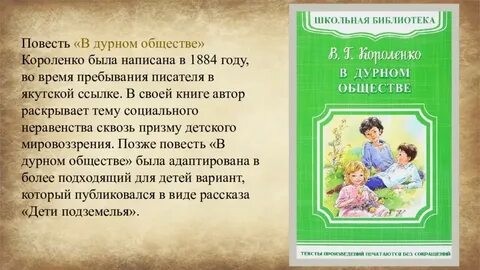 Повесть «В дурном обществе»
Короленко была написана в 1884 году,
во время пребывания писателя в
якутской ссылке. В своей книге автор
раскрывает тему социального
неравенства сквозь призму детского
мировоззрения. Позже повесть «В
дурном обществе» была адаптирована в
более подходящий для детей вариант,
который публиковался в виде рассказа
«Дети подземелья».
ШКОЛЬНАЯ БИБЛИОТЕКА
В. Г. Короленко
В ДУРНОМ
ОБЩЕСТВЕ
ТЕКСТЫ ПРОИЗВЕДЕНИЙ ПЕЧАТАЮТСЯ БЕЗ СОКРАЩЕНИЙ